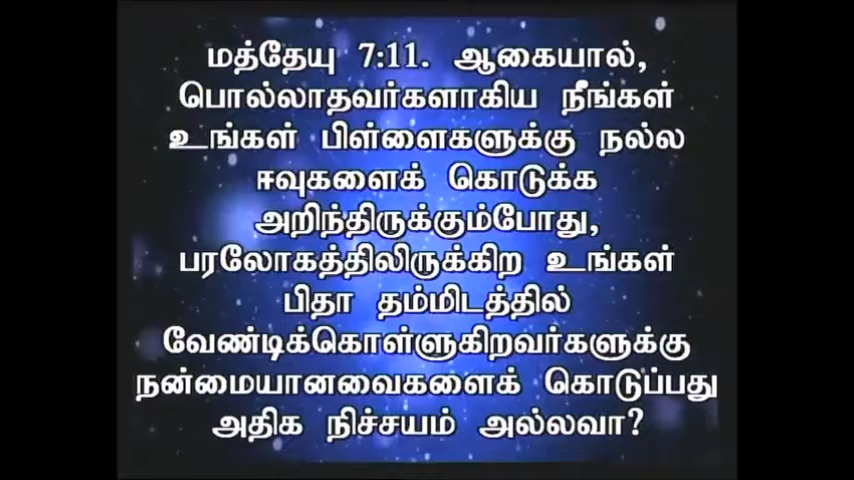 மத்தேயு 7:11. ஆகையால்,
பொல்லாதவர்களாகிய நீங்கள்
உங்கள் பிள்ளைகளுக்கு நல்ல
ஈவுகளைக் கொடுக்க
அறிந்திருக்கும்போது,
பரலோகத்திலிருக்கிற உங்கள்
பிதா தம்மிடத்தில்
வேண்டிக்கொள்ளுகிறவர்களுக்கு
நன்மையானவைகளைக் கொடுப்பது
அதிக நிச்சயம் அல்லவா?